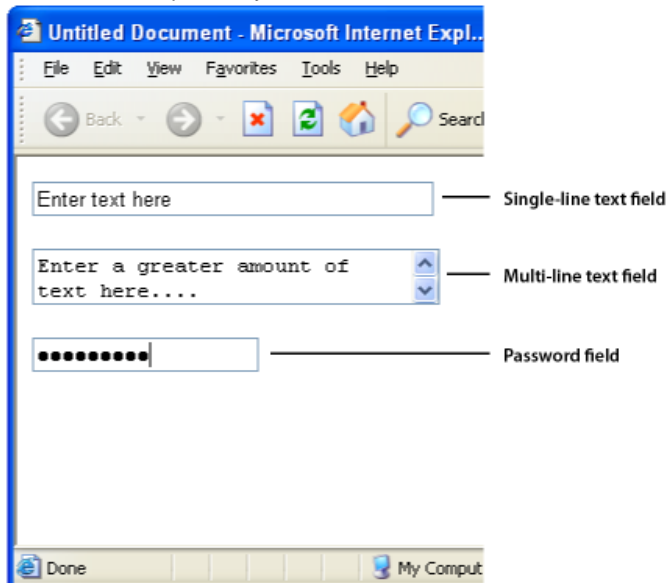 Untitled Document - Microsoft Internet Expl...
File Edit View Favorites Tools Help
Back Search
Enter text here
Single-line text field
Enter a greater amount of
text here....
Multi-line text field
●●●●●●●●●
Password field
Done My Comput